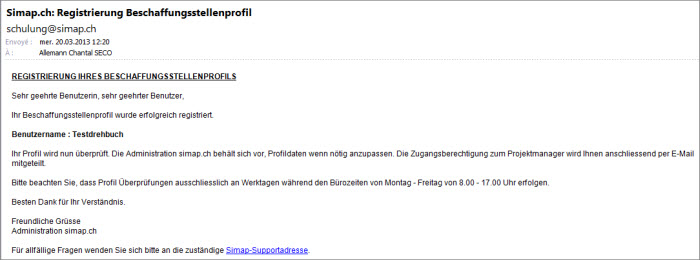 Simap.ch: Registrierung Beschaffungsstellenprofil
schulung@simap.ch
Envoyé : mer. 20.03.2013 12:20
À : Allemann Chantal SECO
REGISTRIERUNG IHRES BESCHAFFUNGSSTELLENPROFILS
Sehr geehrte Benutzerin, sehr geehrter Benutzer,
Ihr Beschaffungsstellenprofil wurde erfolgreich registriert.
Benutzername : Testdrehbuch
Ihr Profil wird nun überprüft. Die Administration simap.ch behält sich vor, Profildaten wenn nötig anzupassen. Die Zugangsberechtigung zum Projektmanager wird Ihnen anschliessend per E-Mail
mitgeteilt.
Bitte beachten Sie, dass Profil Überprüfungen ausschliesslich an Werktagen während den Bürozeiten von Montag - Freitag von 8.00 - 17.00 Uhr erfolgen.
Besten Dank für Ihr Verständnis.
Freundliche Grüsse
Administration simap.ch
Für allfällige Fragen wenden Sie sich bitte an die zuständige Simap-Supportadresse.